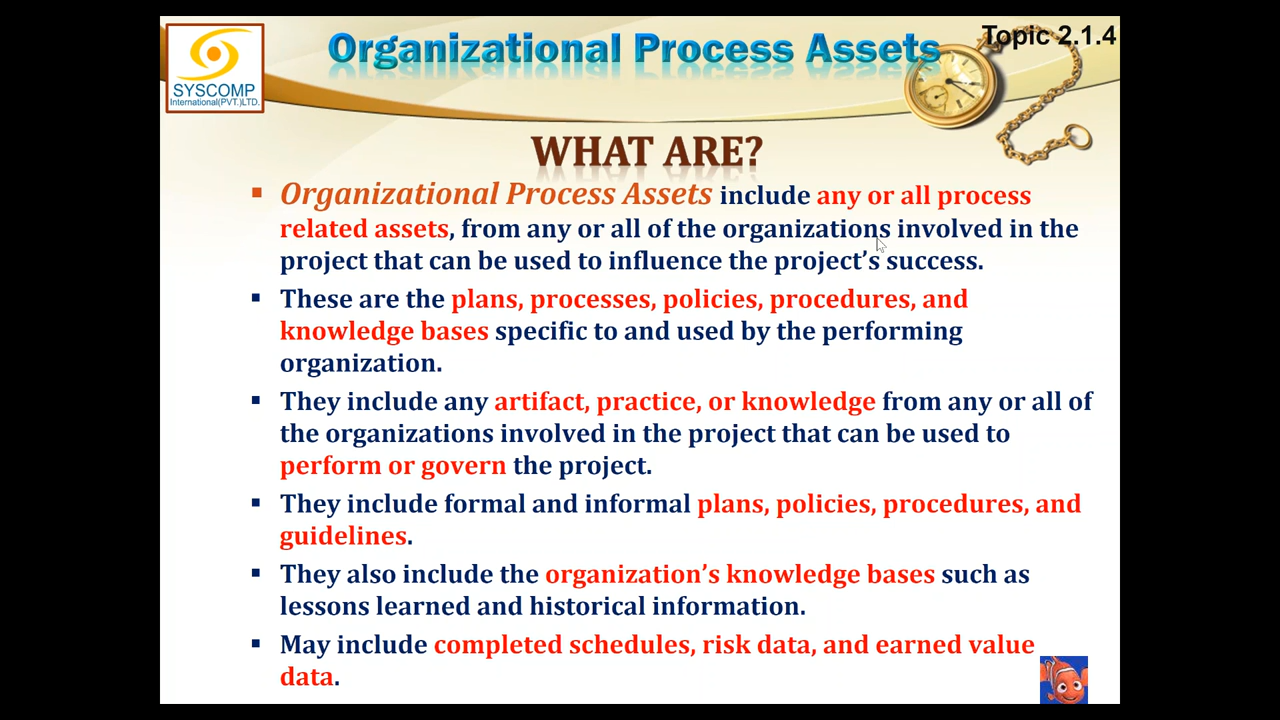 SYSCOMP
International(PVT.)LTD.
Organizational Process Assets
Topic 2.1.4
WHAT ARE?
▪ Organizational Process Assets include any or all process
related assets, from any or all of the organizations involved in the
project that can be used to influence the project’s success.
▪ These are the plans, processes, policies, procedures, and
knowledge bases specific to and used by the performing
organization.
▪ They include any artifact, practice, or knowledge from any or all of
the organizations involved in the project that can be used to
perform or govern the project.
▪ They include formal and informal plans, policies, procedures, and
guidelines.
▪ They also include the organization’s knowledge bases such as
lessons learned and historical information.
▪ May include completed schedules, risk data, and earned value
data.